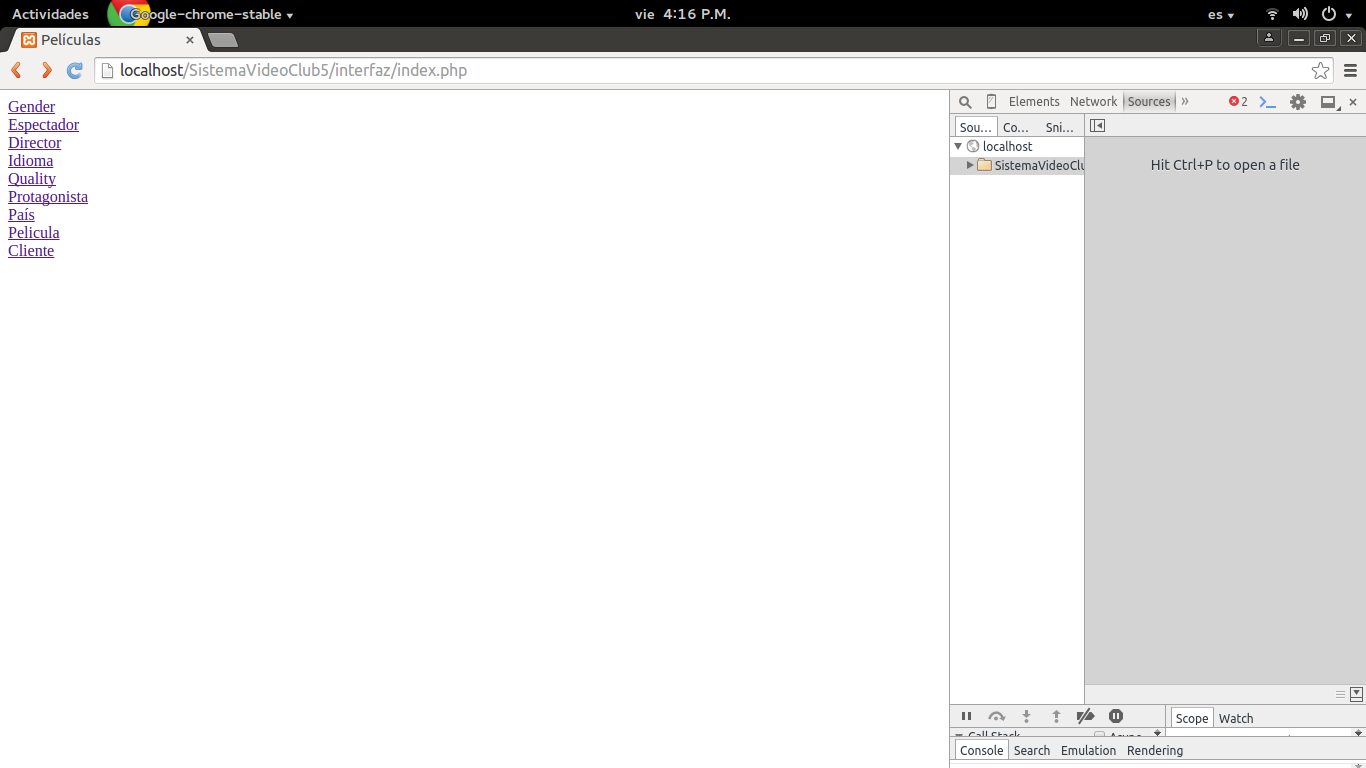 Actividades Google-chrome-stable vie 4:16 P.M. es
Películas
localhost/SistemaVideoClub5/interfaz/index.php
Gender
Espectador
Director
Idioma
Quality
Protagonista
País
Pelicula
Cliente
Elements Network Sources » 2
Sou... Co... Sni...
localhost
SistemaVideoClu
Hit Ctrl+P to open a file
Scope Watch
Call Stack Async
Console Search Emulation Rendering